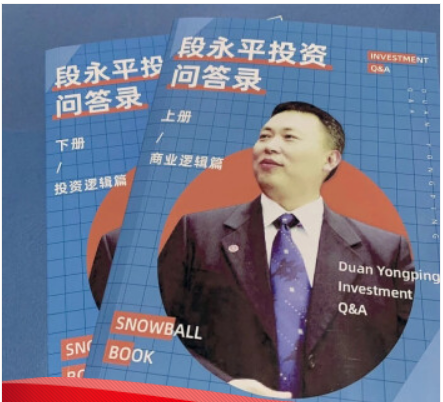 段永平投
问答录
下册
/
投资逻辑篇
SNO
段永平投资
问答录
上册
/
商业逻辑篇
INVESTMENT
Q&A
Duan Yongping
Investment
Q&A
SNOWBALL
BOOK